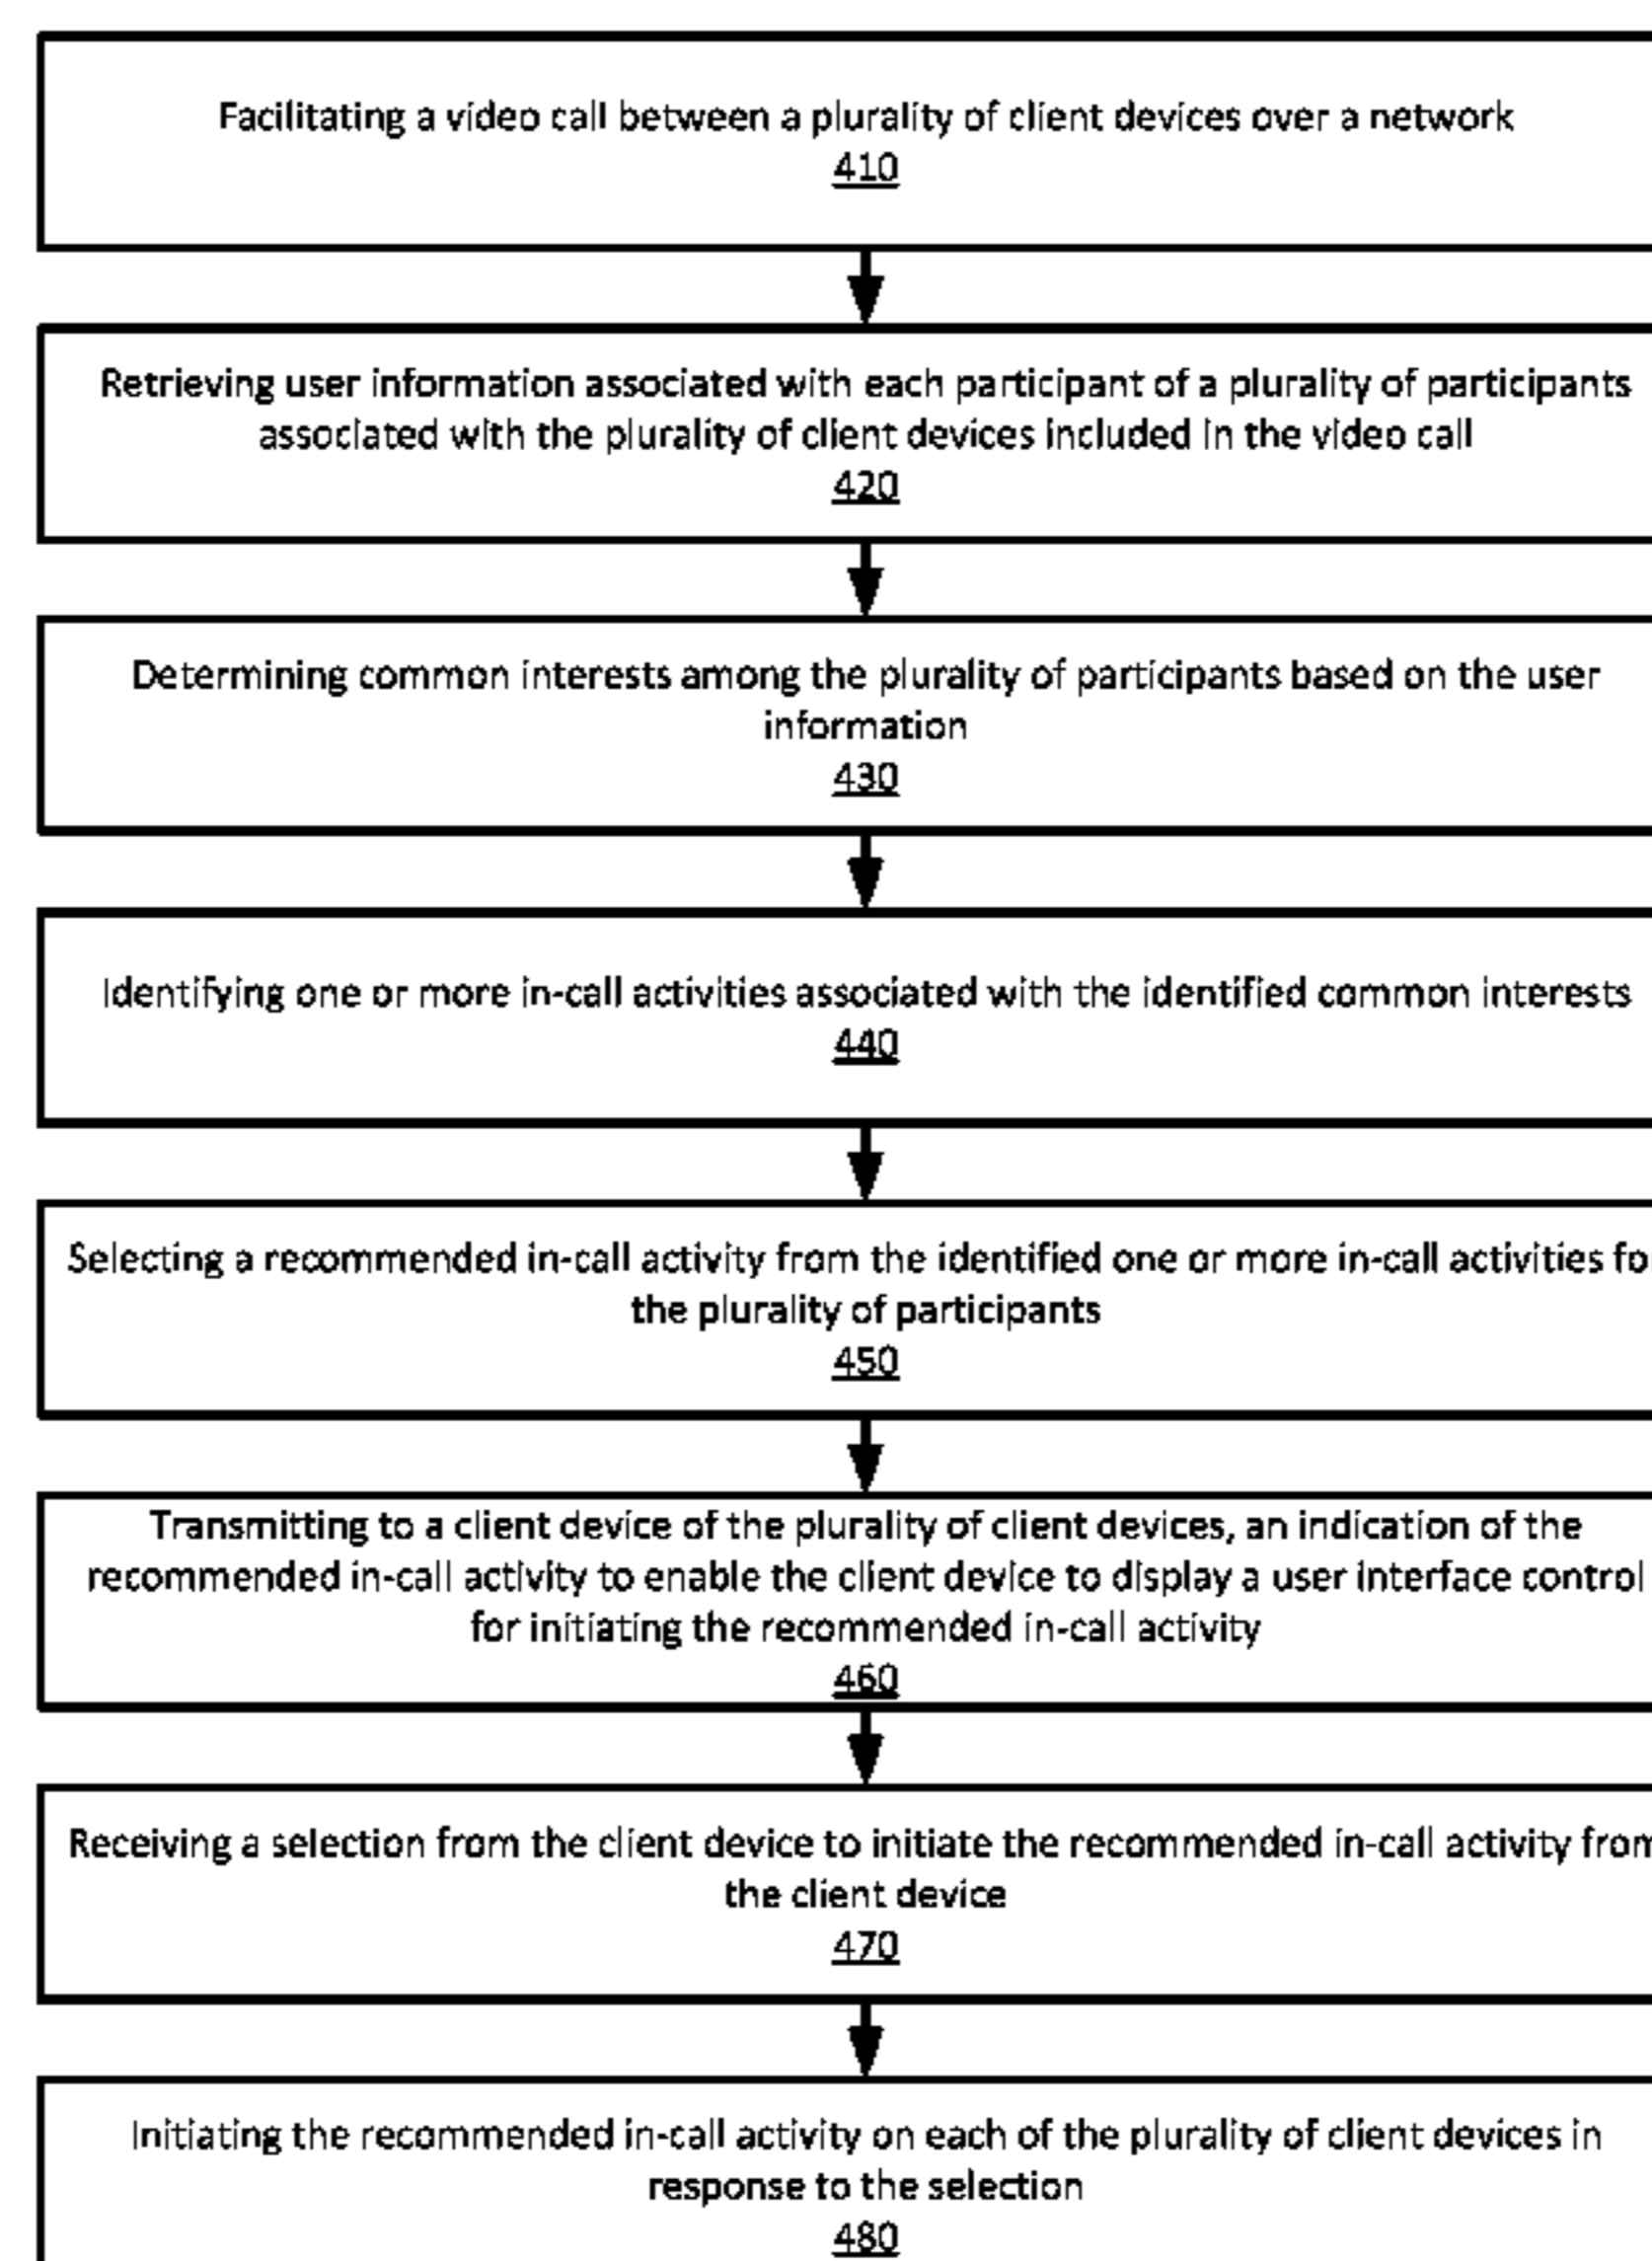 Facilitating a video call between a plurality of client devices over a network
410
Retrieving user information associated with each participant of a plurality of participants
associated with the plurality of client devices included in the video call
420
Determining common interests among the plurality of participants based on the user
information
430
Identifying one or more in-call activities associated with the identified common interests
440
Selecting a recommended in-call activity from the identified one or more in-call activities fo
the plurality of participants
450
Transmitting to a client device of the plurality of client devices, an indication of the
recommended in-call activity to enable the client device to display a user interface control
for initiating the recommended in-call activity
460
Receiving a selection from the client device to initiate the recommended in-call activity from
the client device
470
Initiating the recommended in-call activity on each of the plurality of client devices in
response to the selection
480